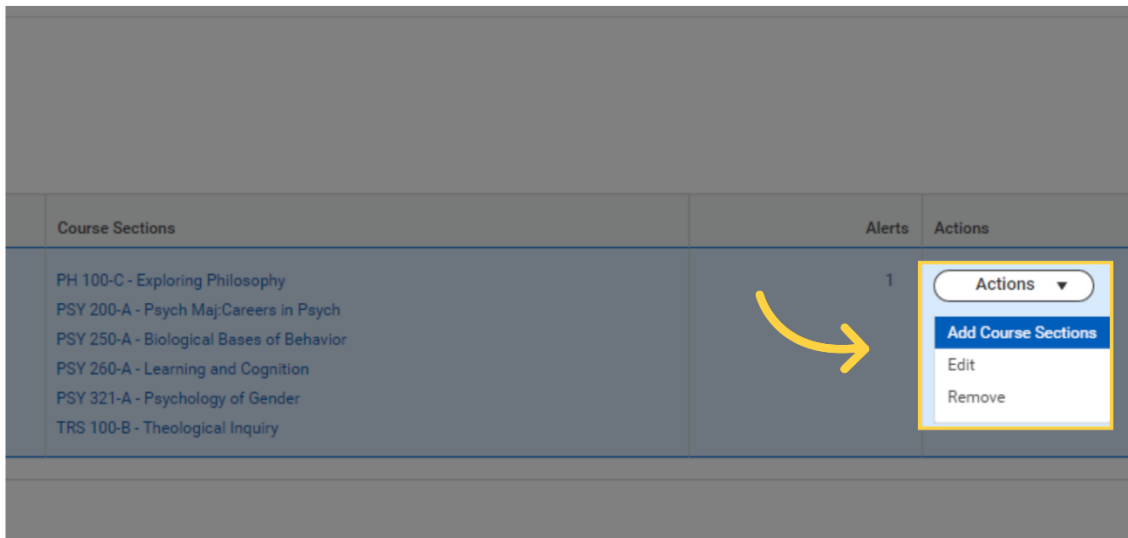 Course Sections
Alerts
Actions
PH 100-C - Exploring Philosophy
PSY 200-A - Psych Maj:Careers in Psych
PSY 250-A - Biological Bases of Behavior
PSY 260-A - Learning and Cognition
PSY 321-A - Psychology of Gender
TRS 100-B - Theological Inquiry
1
Actions
Add Course Sections
Edit
Remove